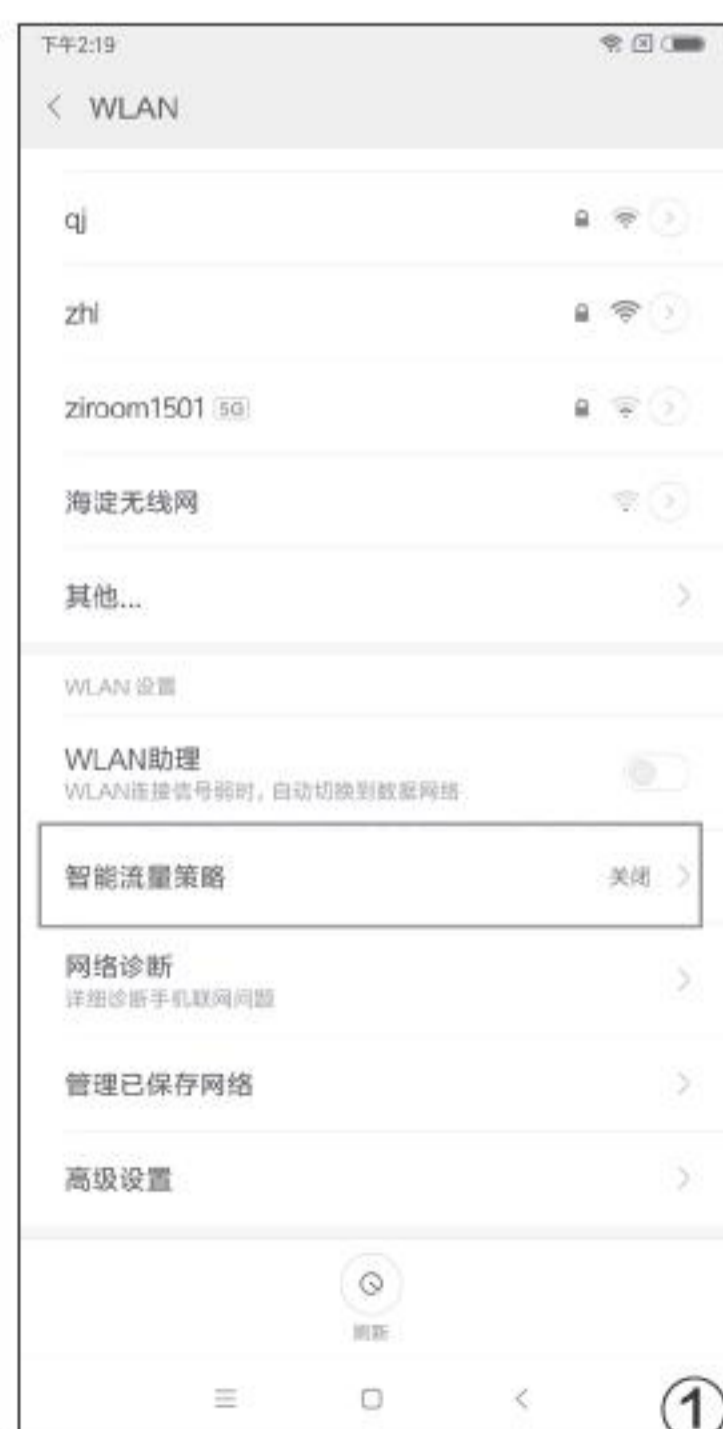 下午2:19
WLAN
qj
zhl
ziroom1501 5G
海淀无线网
其他...
WLAN 设置
WLAN助理
WLAN连接信号弱时, 自动切换到数据网络
智能流量策略 关闭
网络诊断
详细诊断手机联网问题
管理已保存网络
高级设置
刷新
①